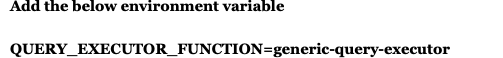 Add the below environment variable
QUERY_EXECUTOR_FUNCTION=generic-query-executor